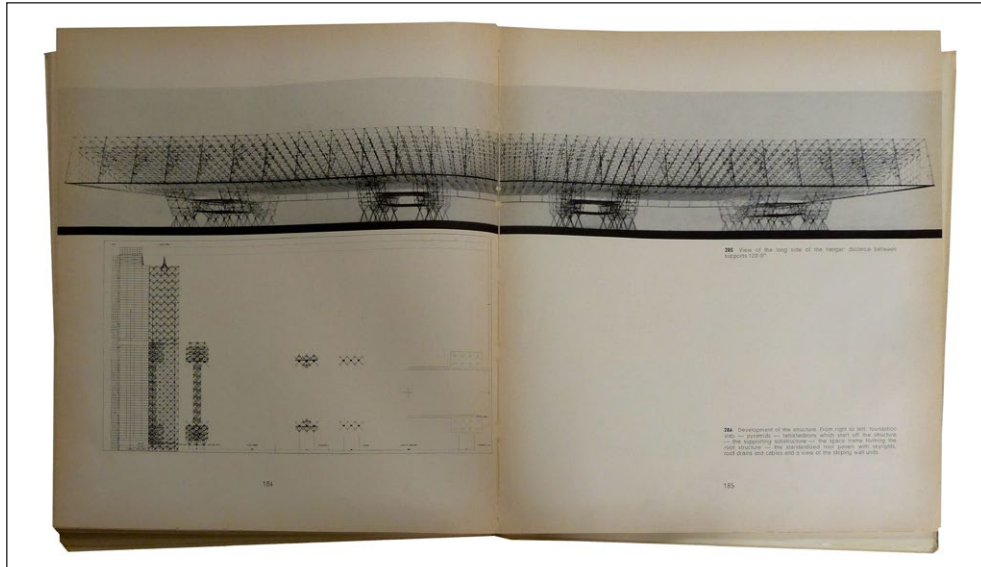 285 View of the long side of the hangar: distance between
supports 120'0"
286 Development of the structure. From right to left: foundation
slab — pyramids — tetrahedrons which start off the structure
— the supporting substructure — the space frame forming the
roof structure — the standardized roof panels with skylights,
roof drains and cables and a view of the sloping wall units.
184
185